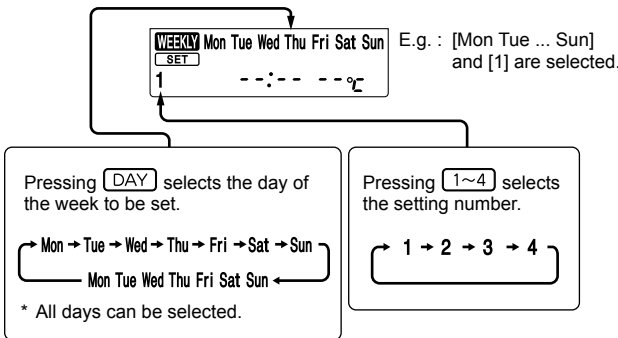 WEEKLY Mon Tue Wed Thu Fri Sat Sun
SET
1 --:-- --℃
E.g. : [Mon Tue ... Sun]
and [1] are selected.
Pressing DAY selects the day of
the week to be set.
Mon → Tue → Wed → Thu → Fri → Sat → Sun
Mon Tue Wed Thu Fri Sat Sun
* All days can be selected.
Pressing 1~4 selects
the setting number.
1 → 2 → 3 → 4